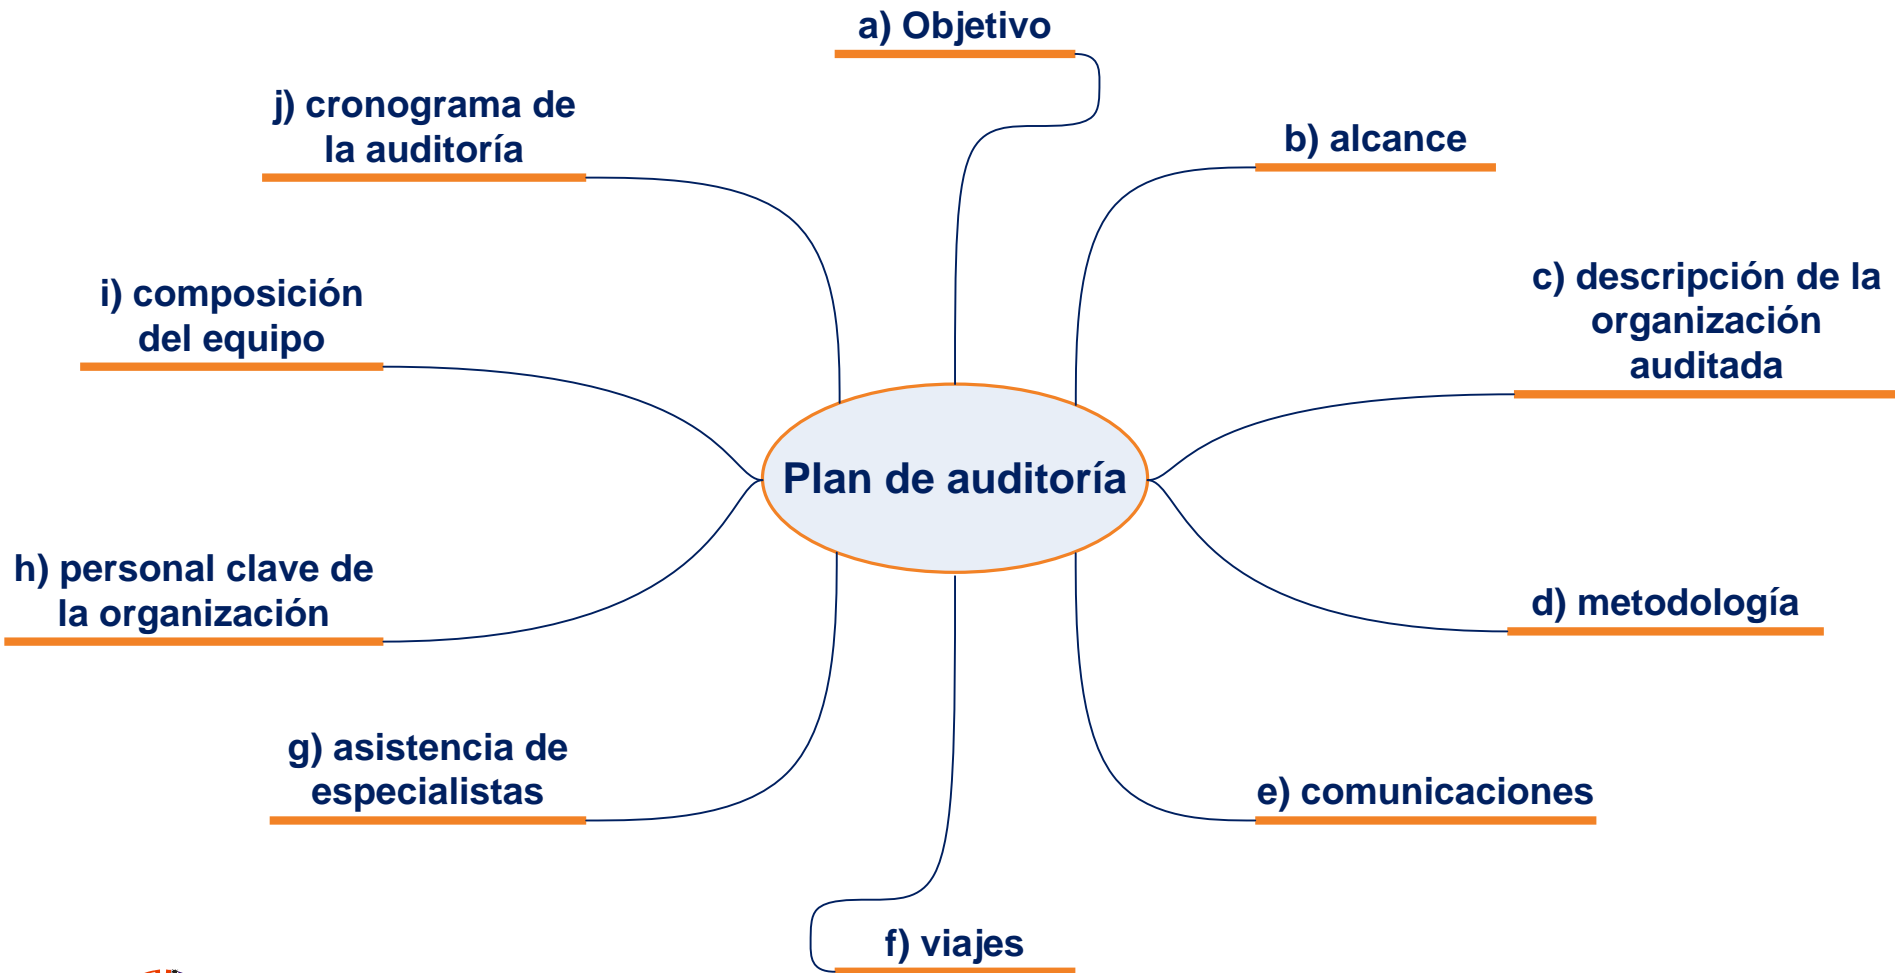 a) Objetivo
b) alcance
c) descripción de la
organización
auditada
d) metodología
e) comunicaciones
f) viajes
g) asistencia de
especialistas
h) personal clave de
la organización
i) composición
del equipo
j) cronograma de
la auditoría
Plan de auditoría